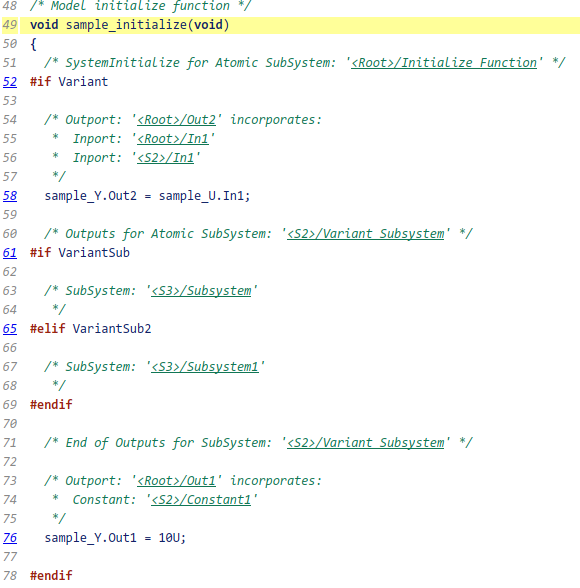 48 /* Model initialize function */
49 void sample_initialize(void)
50 {
51   /* SystemInitialize for Atomic SubSystem: '<Root>/Initialize Function' */
52 #if Variant
53
54   /* Outport: '<Root>/Out2' incorporates:
55    *  Inport: '<Root>/In1'
56    *  Inport: '<S2>/In1'
57    */
58   sample_Y.Out2 = sample_U.In1;
59
60   /* Outputs for Atomic SubSystem: '<S2>/Variant Subsystem' */
61 #if VariantSub
62
63   /* SubSystem: '<S3>/Subsystem'
64    */
65 #elif VariantSub2
66
67   /* SubSystem: '<S3>/Subsystem1'
68    */
69 #endif
70
71   /* End of Outputs for SubSystem: '<S2>/Variant Subsystem' */
72
73   /* Outport: '<Root>/Out1' incorporates:
74    *  Constant: '<S2>/Constant1'
75    */
76   sample_Y.Out1 = 10U;
77
78 #endif